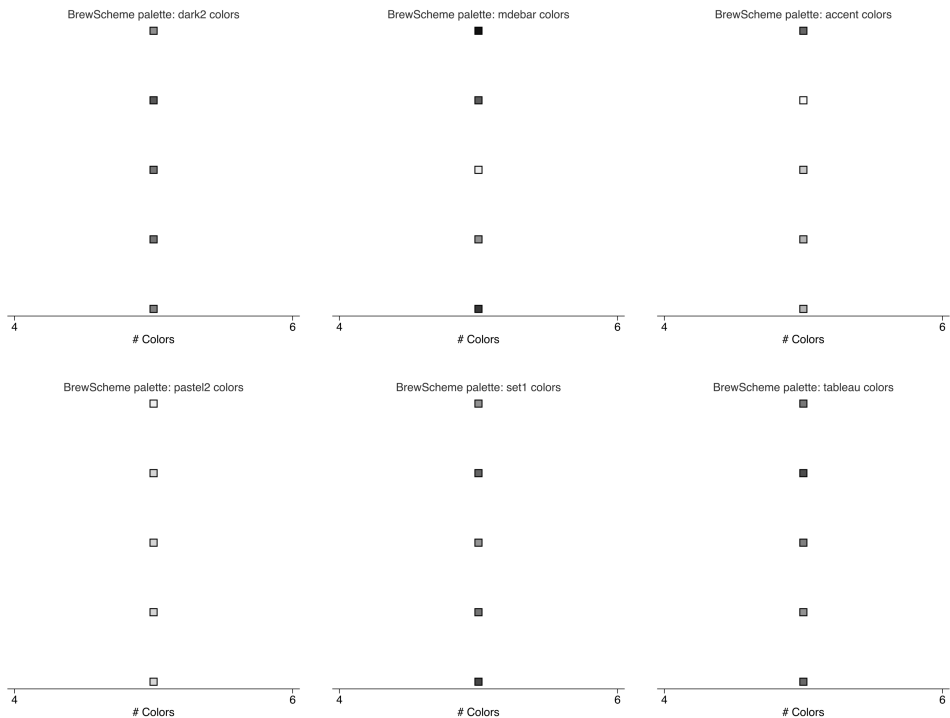 BrewScheme palette: dark2 colors
4 6
# Colors
BrewScheme palette: mdebar colors
4 6
# Colors
BrewScheme palette: accent colors
4 6
# Colors
BrewScheme palette: pastel2 colors
4 6
# Colors
BrewScheme palette: set1 colors
4 6
# Colors
BrewScheme palette: tableau colors
4 6
# Colors